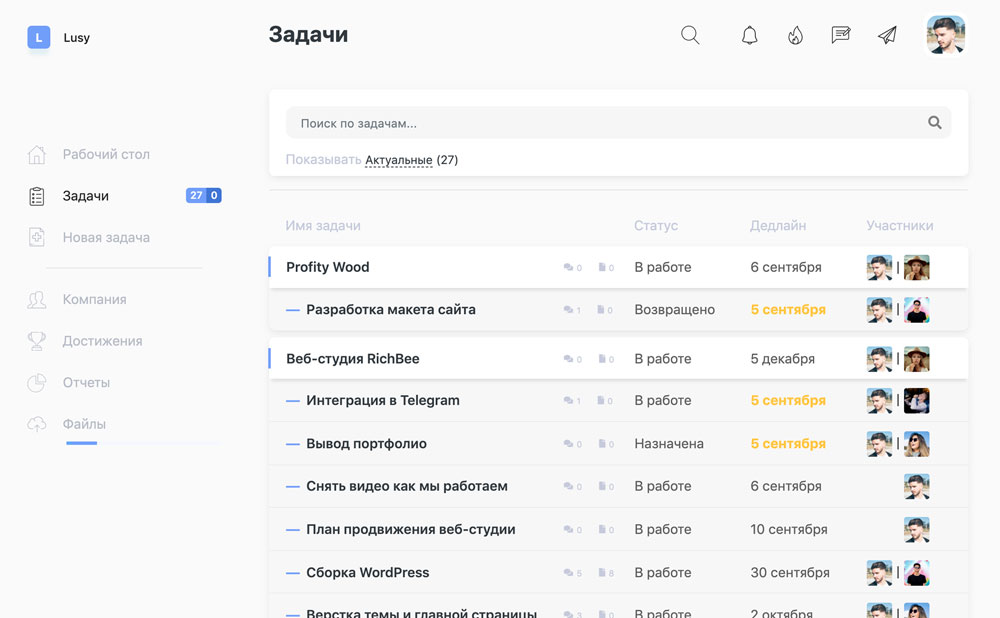 L Lusy
Задачи
Рабочий стол
Задачи 27 0
Новая задача
Компания
Достижения
Отчеты
Файлы
Поиск по задачам...
Показывать Актуальные (27)
Имя задачи Статус Дедлайн Участники
Profity Wood 0 0 В работе 6 сентября
Разработка макета сайта 1 0 Возвращено 5 сентября
Веб-студия RichBee 0 0 В работе 5 декабря
Интеграция в Telegram 1 0 В работе 5 сентября
Вывод портфолио 0 0 Назначена 5 сентября
Снять видео как мы работаем 0 0 В работе 6 сентября
План продвижения веб-студии 0 0 В работе 10 сентября
Сборка WordPress 5 8 В работе 30 сентября
Верстка темы и главной страницы 3 0 В работе 2 октября